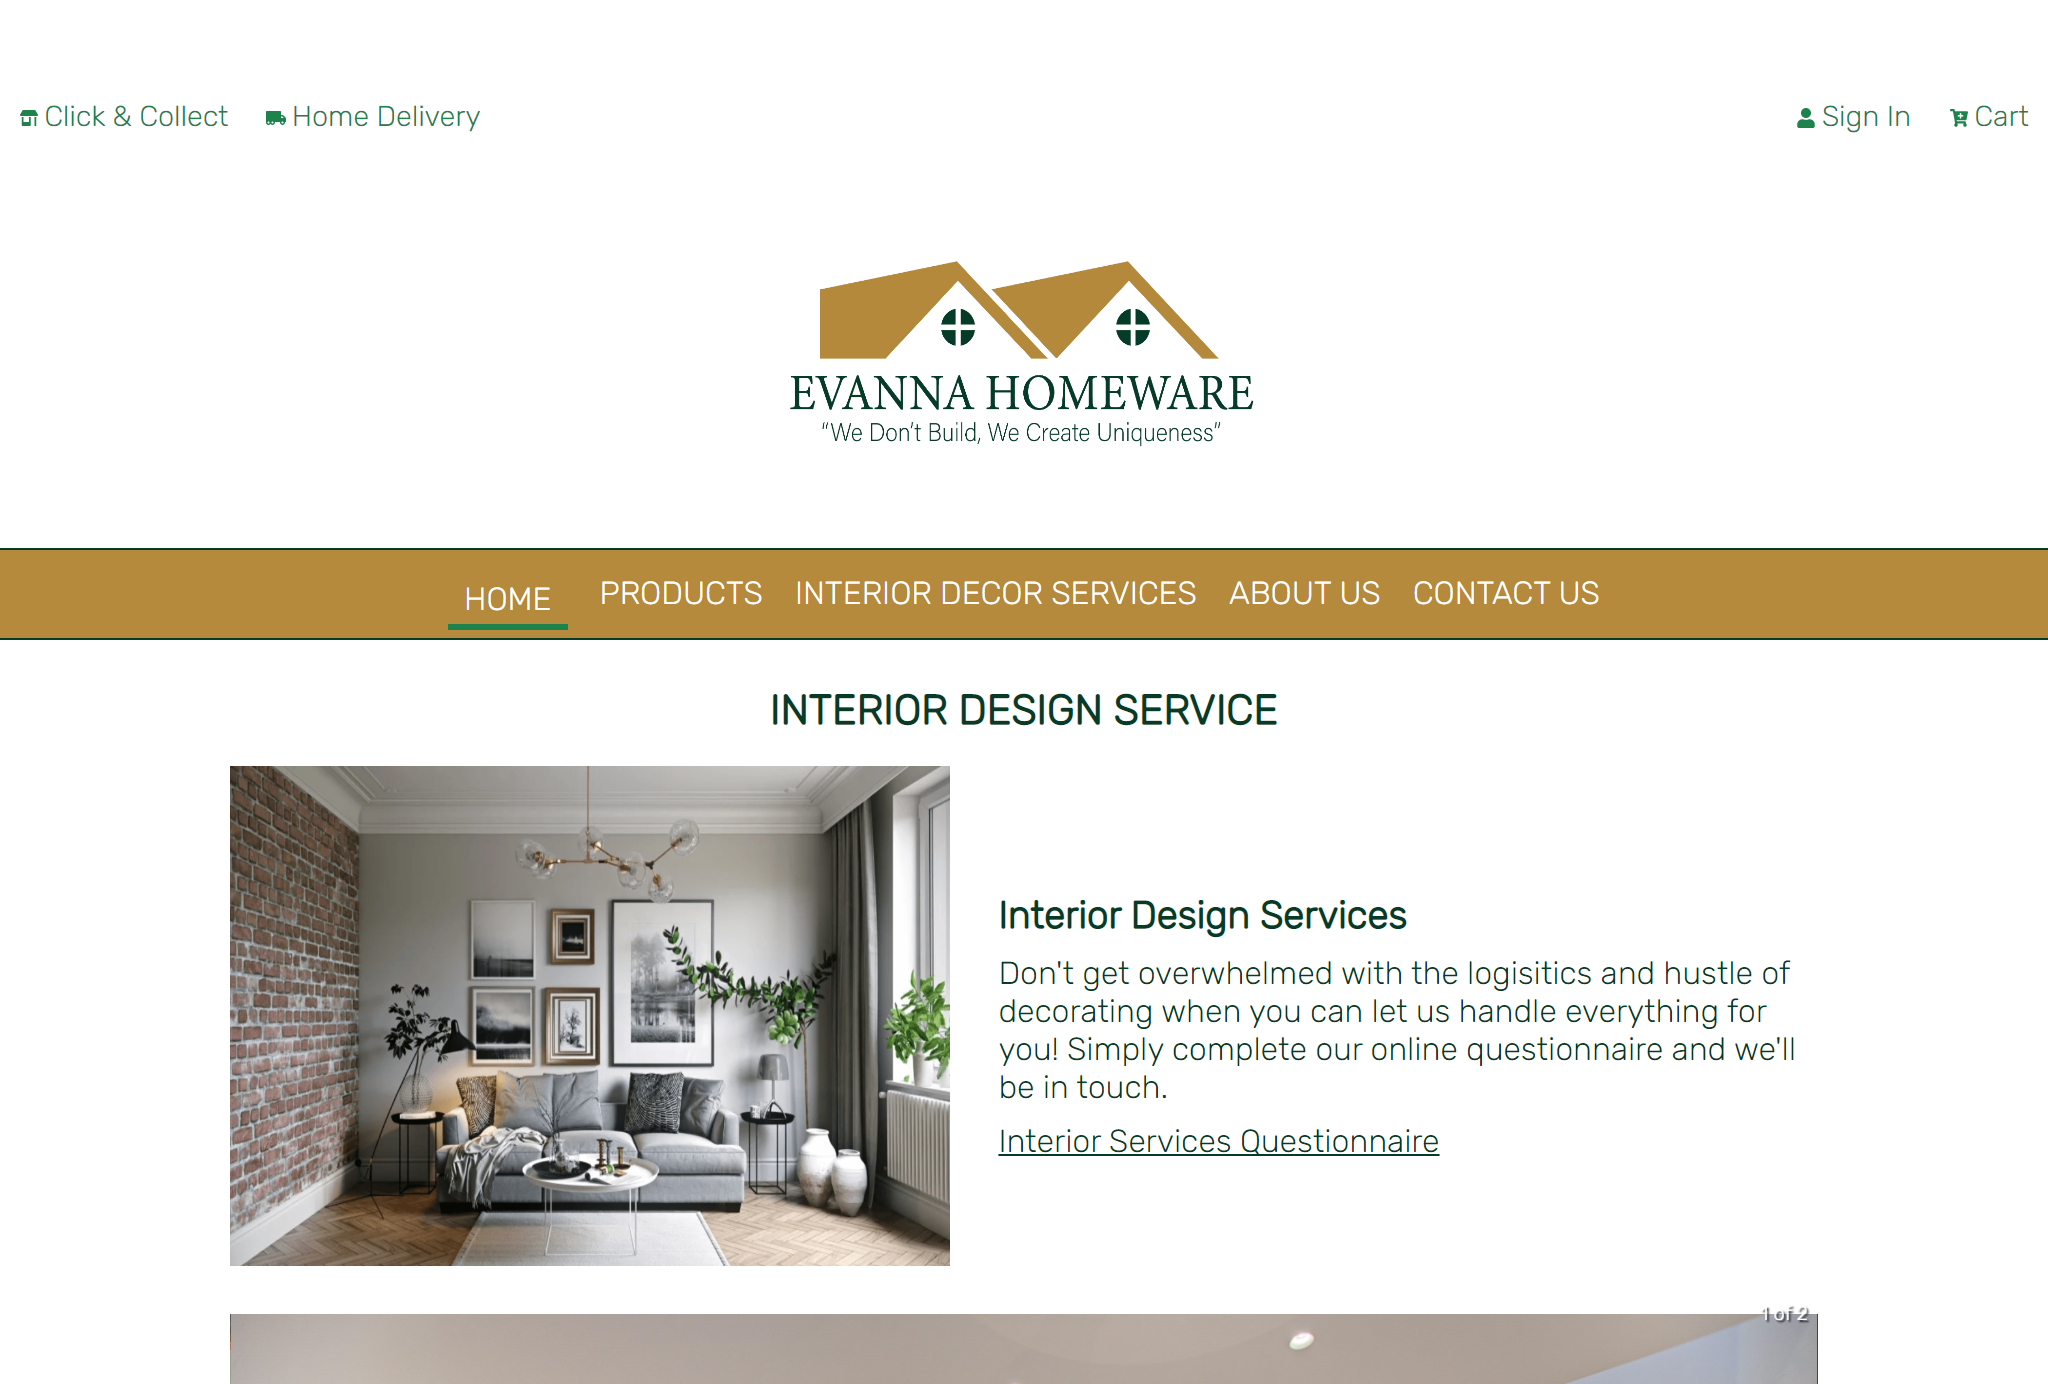 Click & Collect
Home Delivery
Sign In
Cart
EVANNA HOMEWARE
“We Don’t Build, We Create Uniqueness”
HOME
PRODUCTS
INTERIOR DECOR SERVICES
ABOUT US
CONTACT US
INTERIOR DESIGN SERVICE
Interior Design Services
Don't get overwhelmed with the logisitics and hustle of
decorating when you can let us handle everything for
you! Simply complete our online questionnaire and we'll
be in touch.
Interior Services Questionnaire
1 of 2